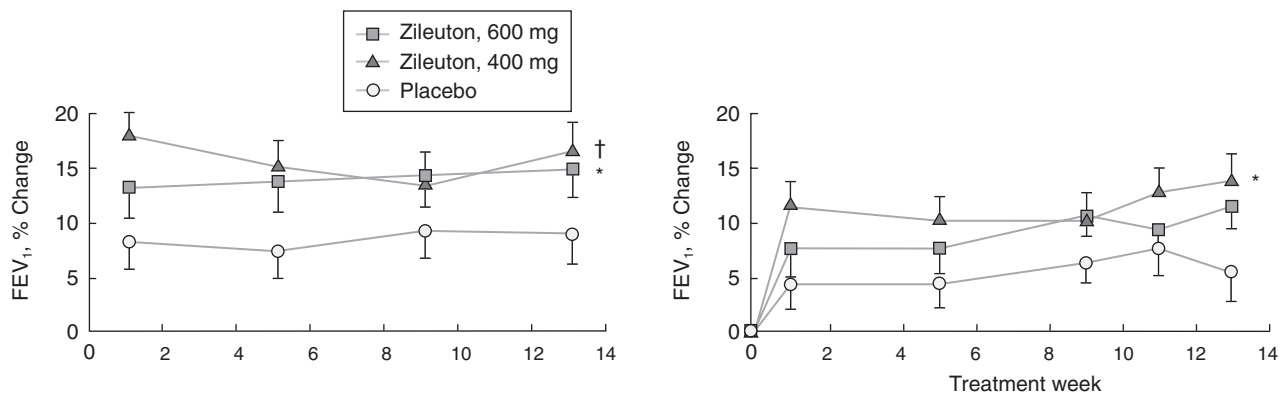 Zileuton, 600 mg
Zileuton, 400 mg
Placebo
FEV₁, % Change
20
15
10
5
0
†
*
0 2 4 6 8 10 12 14
FEV₁, % Change
20
15
10
5
0
*
0 2 4 6 8 10 12 14
Treatment week